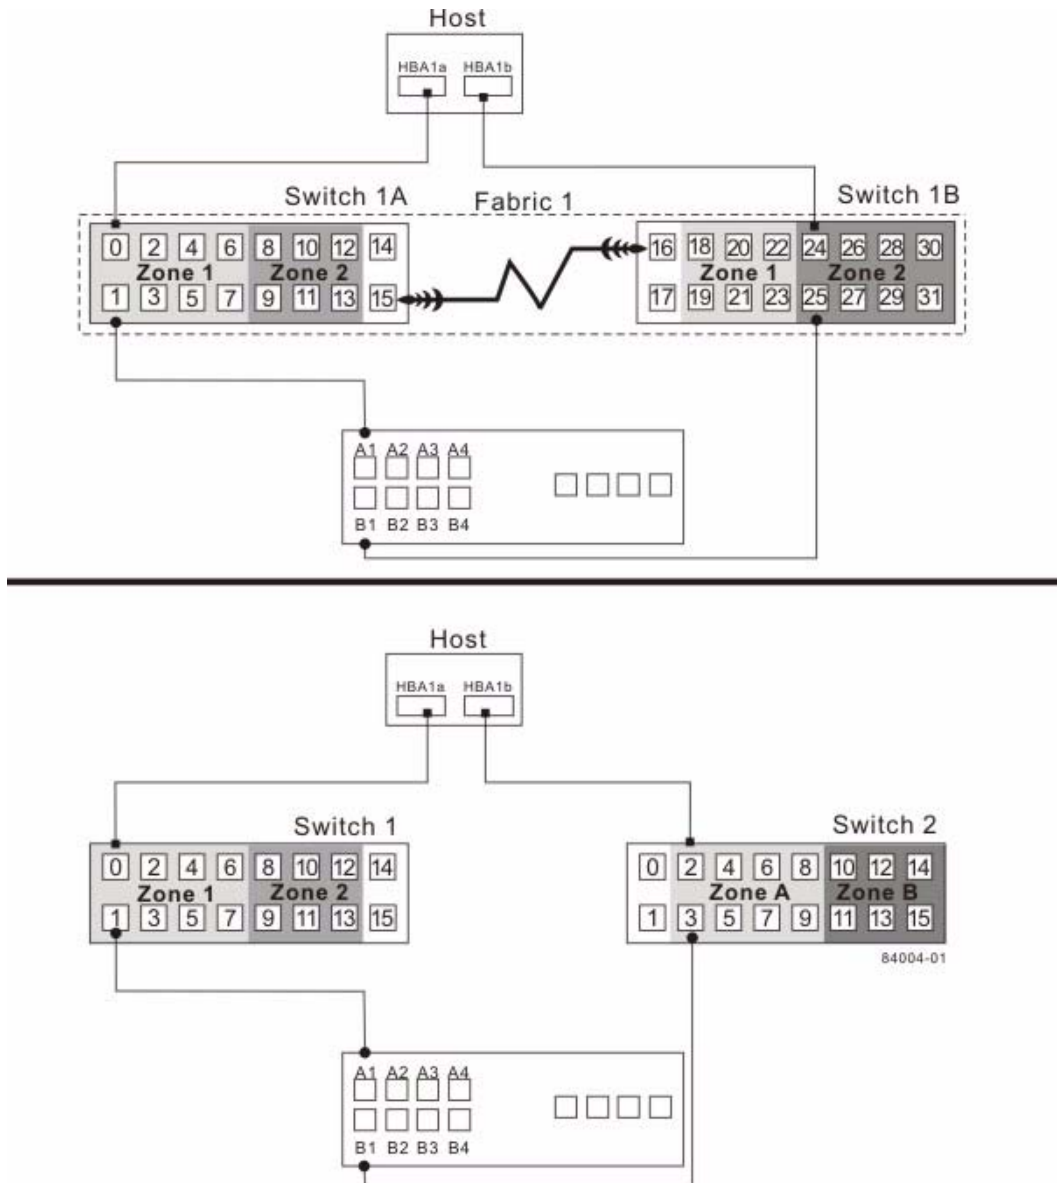 Host
HBA1a HBA1b
Switch 1A Fabric 1 Switch 1B
0 2 4 6 8 10 12 14 16 18 20 22 24 26 28 30
Zone 1 Zone 2 Zone 1 Zone 2
1 3 5 7 9 11 13 15 17 19 21 23 25 27 29 31
A1 A2 A3 A4
B1 B2 B3 B4
Host
HBA1a HBA1b
Switch 1 Switch 2
0 2 4 6 8 10 12 14 0 2 4 6 8 10 12 14
Zone 1 Zone 2 Zone A Zone B
1 3 5 7 9 11 13 15 1 3 5 7 9 11 13 15
84004-01
A1 A2 A3 A4
B1 B2 B3 B4